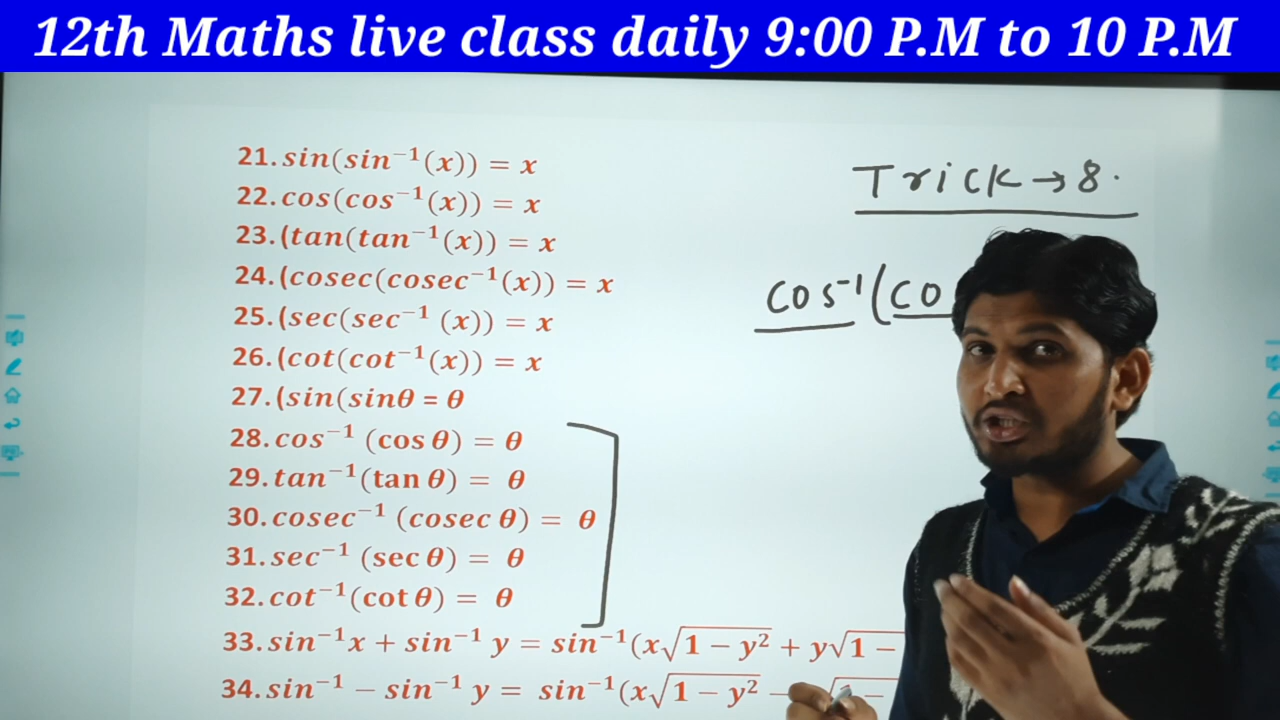 12th Maths live class daily 9:00 P.M to 10 P.M
21. sin(sin⁻¹(x)) = x
22. cos(cos⁻¹(x)) = x
23. (tan(tan⁻¹(x)) = x
24. (cosec(cosec⁻¹(x)) = x
25. (sec(sec⁻¹ (x)) = x
26. (cot(cot⁻¹(x)) = x
27. (sin(sinθ = θ
28. cos⁻¹ (cos θ) = θ
29. tan⁻¹(tan θ) = θ
30. cosec⁻¹ (cosec θ) = θ
31. sec⁻¹ (sec θ) = θ
32. cot⁻¹(cot θ) = θ
33. sin⁻¹x + sin⁻¹ y = sin⁻¹(x√1 − y² + y√1 −
34. sin⁻¹ − sin⁻¹ y = sin⁻¹(x√1 − y² − √1 −
Trick → 8.
cos⁻¹(co